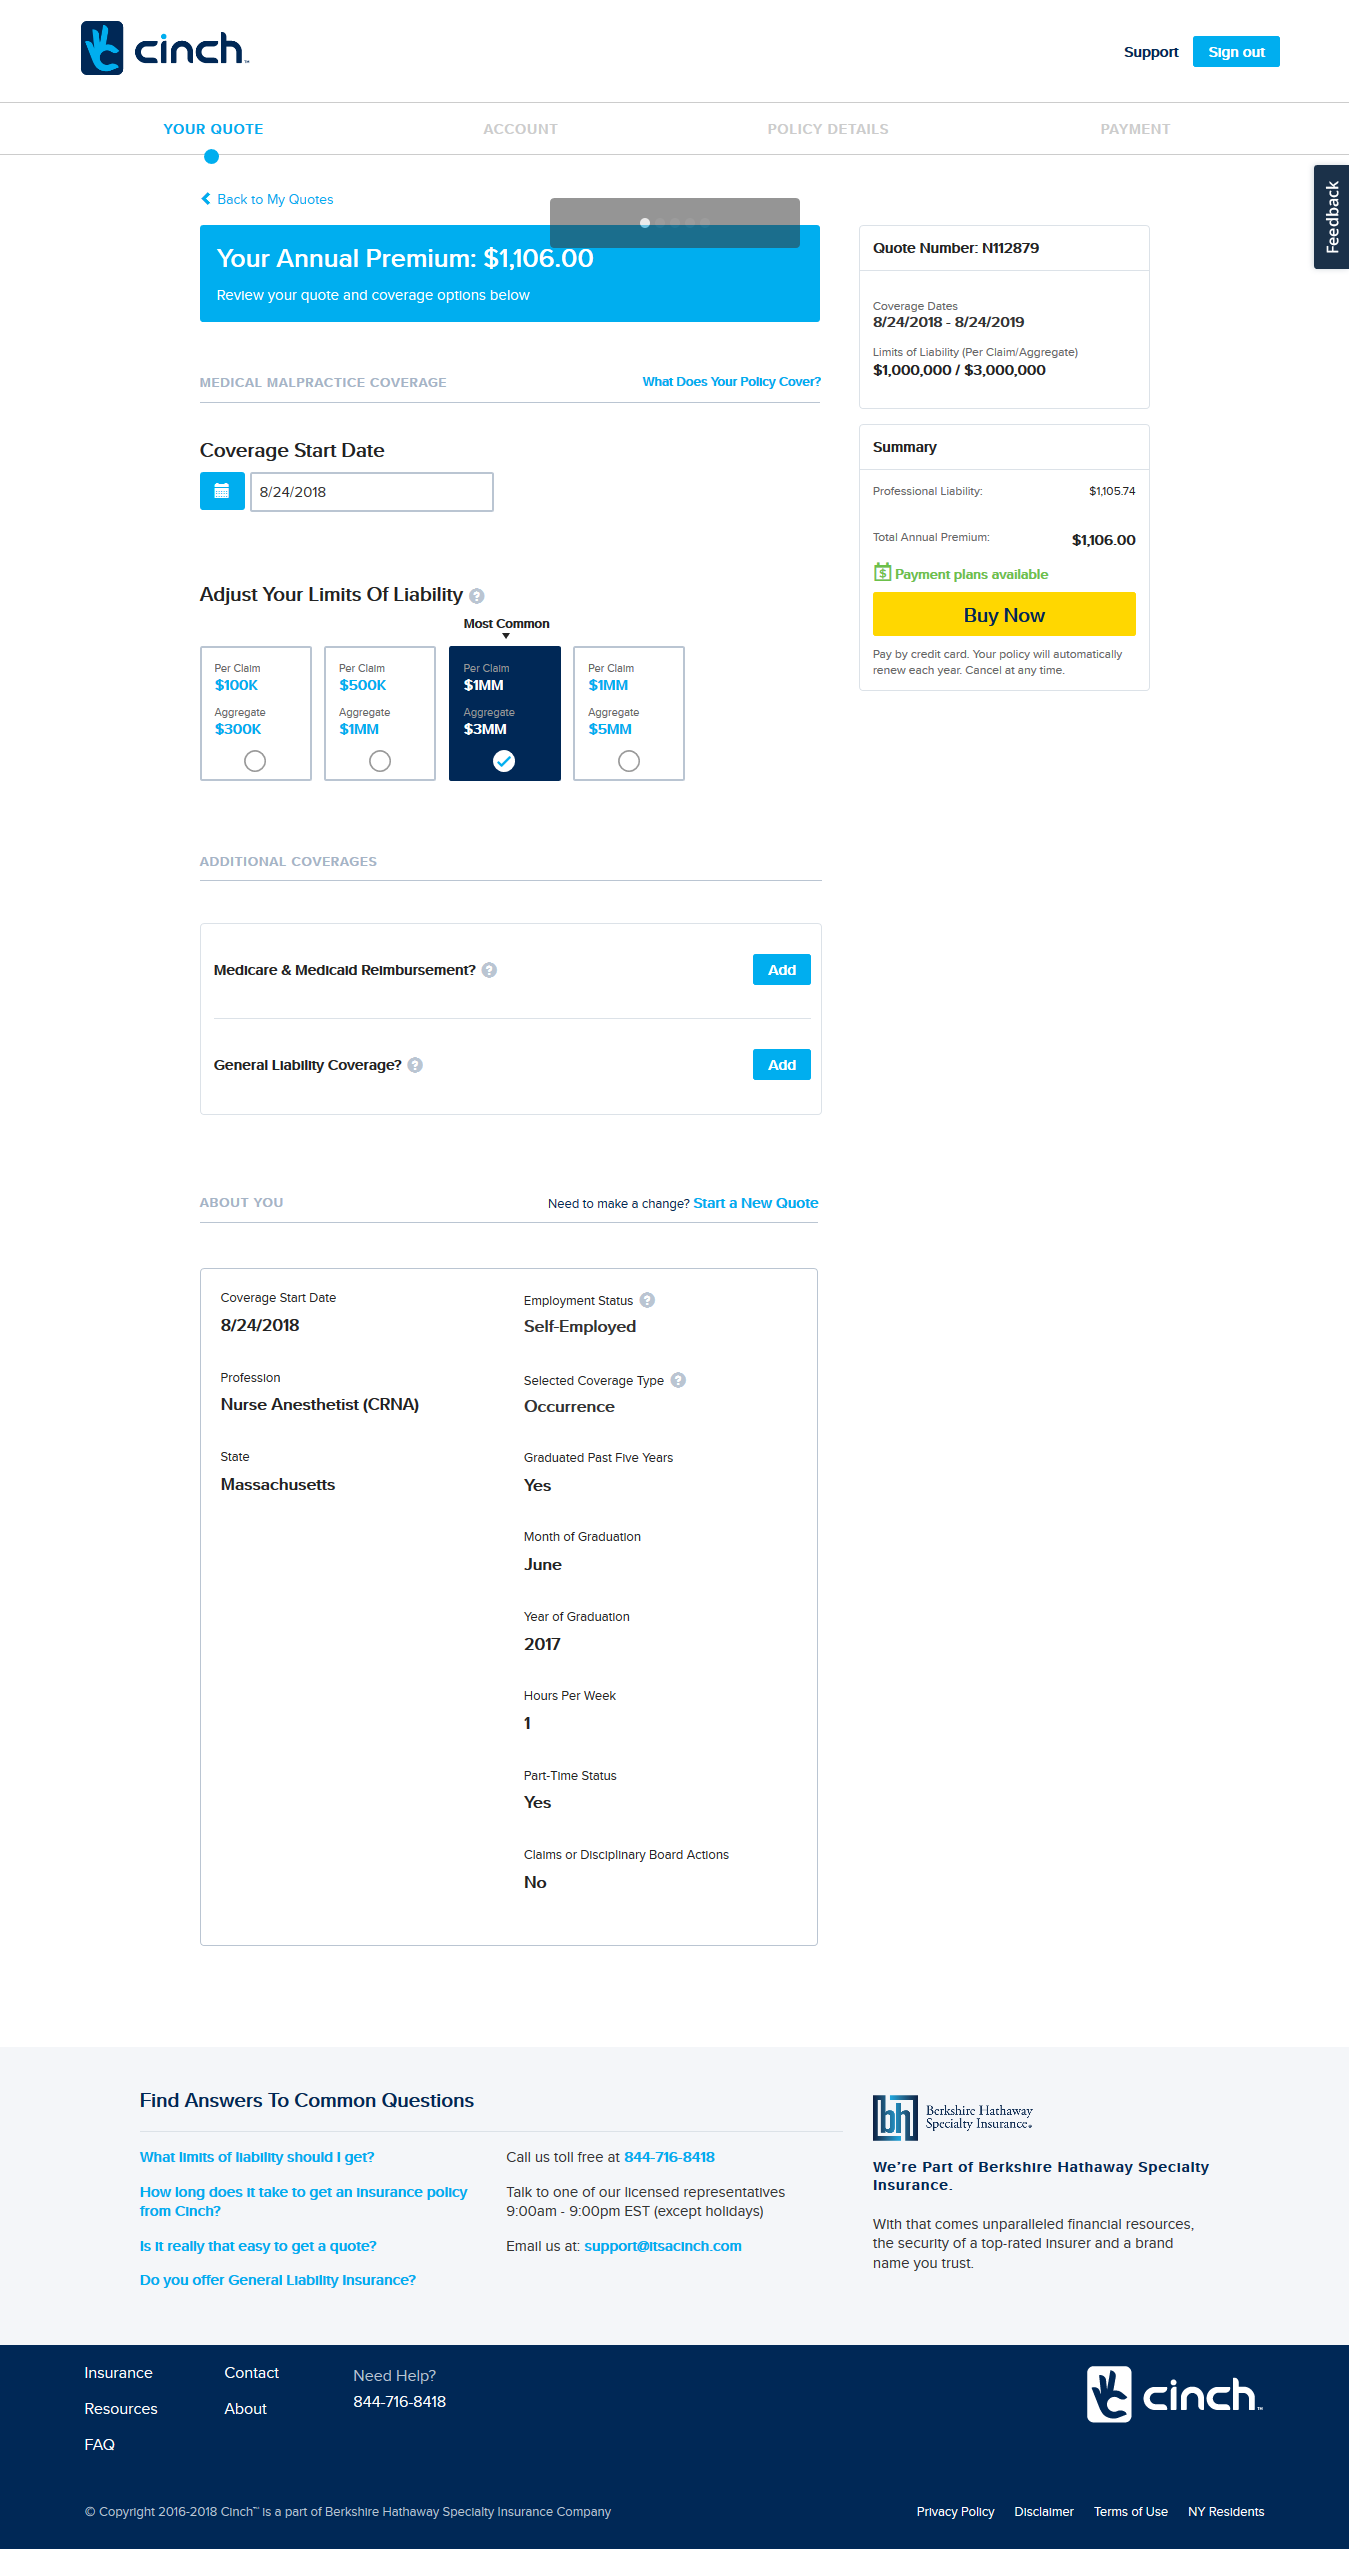 cinch™
Support
Sign out
YOUR QUOTE
ACCOUNT
POLICY DETAILS
PAYMENT
Feedback
Back to My Quotes
Your Annual Premium: $1,106.00
Review your quote and coverage options below
MEDICAL MALPRACTICE COVERAGE
What Does Your Policy Cover?
Coverage Start Date
8/24/2018
Adjust Your Limits Of Liability ?
Most Common
Per Claim
$100K
Aggregate
$300K
Per Claim
$500K
Aggregate
$1MM
Per Claim
$1MM
Aggregate
$3MM
Per Claim
$1MM
Aggregate
$5MM
Quote Number: N112879
Coverage Dates
8/24/2018 - 8/24/2019
Limits of Liability (Per Claim/Aggregate)
$1,000,000 / $3,000,000
Summary
Professional Liability: $1,105.74
Total Annual Premium: $1,106.00
$ Payment plans available
Buy Now
Pay by credit card. Your policy will automatically
renew each year. Cancel at any time.
ADDITIONAL COVERAGES
Medicare & Medicaid Reimbursement? ?
Add
General Liability Coverage? ?
Add
ABOUT YOU
Need to make a change? Start a New Quote
Coverage Start Date
8/24/2018
Profession
Nurse Anesthetist (CRNA)
State
Massachusetts
Employment Status ?
Self-Employed
Selected Coverage Type ?
Occurrence
Graduated Past Five Years
Yes
Month of Graduation
June
Year of Graduation
2017
Hours Per Week
1
Part-Time Status
Yes
Claims or Disciplinary Board Actions
No
Find Answers To Common Questions
What limits of liability should I get?
How long does it take to get an insurance policy
from Cinch?
Is it really that easy to get a quote?
Do you offer General Liability Insurance?
Call us toll free at 844-716-8418
Talk to one of our licensed representatives
9:00am - 9:00pm EST (except holidays)
Email us at: support@itsacinch.com
bh
Berkshire Hathaway
Specialty Insurance.
We're Part of Berkshire Hathaway Specialty
Insurance.
With that comes unparalleled financial resources,
the security of a top-rated insurer and a brand
name you trust.
Insurance
Resources
FAQ
Contact
About
Need Help?
844-716-8418
cinch™
© Copyright 2016-2018 Cinch™ is a part of Berkshire Hathaway Specialty Insurance Company
Privacy Policy
Disclaimer
Terms of Use
NY Residents